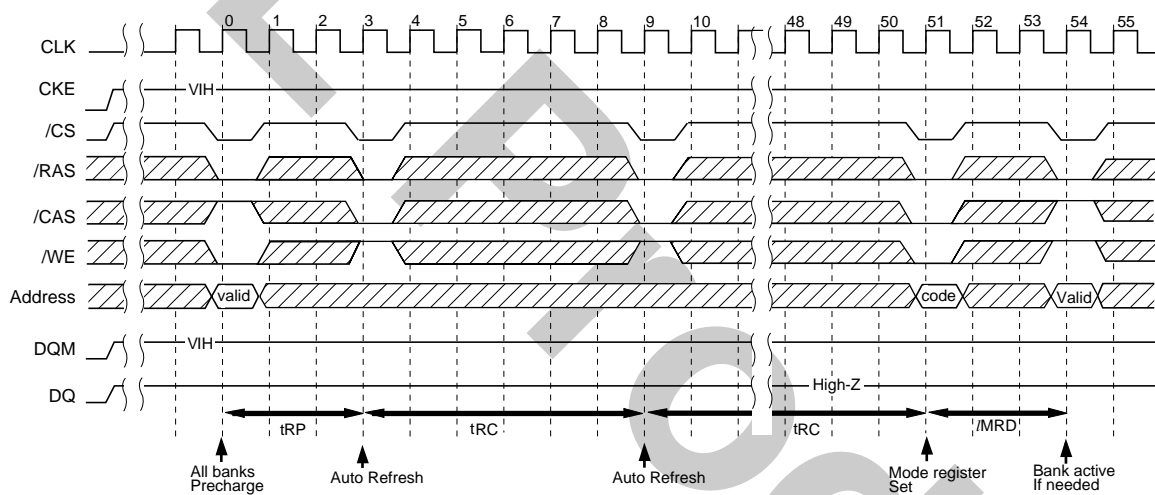 0 1 2 3 4 5 6 7 8 9 10 48 49 50 51 52 53 54 55
CLK
CKE
VIH
/CS
/RAS
/CAS
/WE
Address
valid
code
Valid
DQM
VIH
High-Z
DQ
tRP
tRC
tRC
lMRD
All banks
Precharge
Auto Refresh
Auto Refresh
Mode register
Set
Bank active
If needed